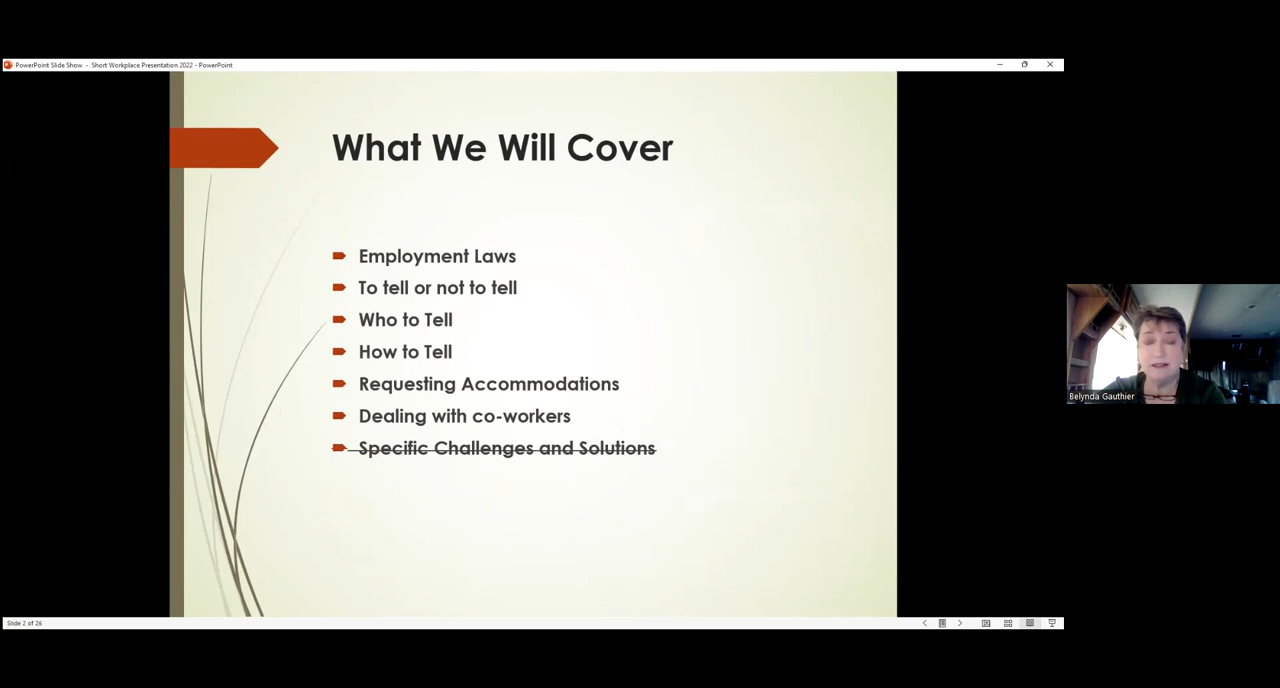 PowerPoint Slide Show - Short Workplace Presentation 2022 - PowerPoint
What We Will Cover
Employment Laws
To tell or not to tell
Who to Tell
How to Tell
Requesting Accommodations
Dealing with co-workers
Specific Challenges and Solutions
Belynda Gauthier
Slide 2 of 26